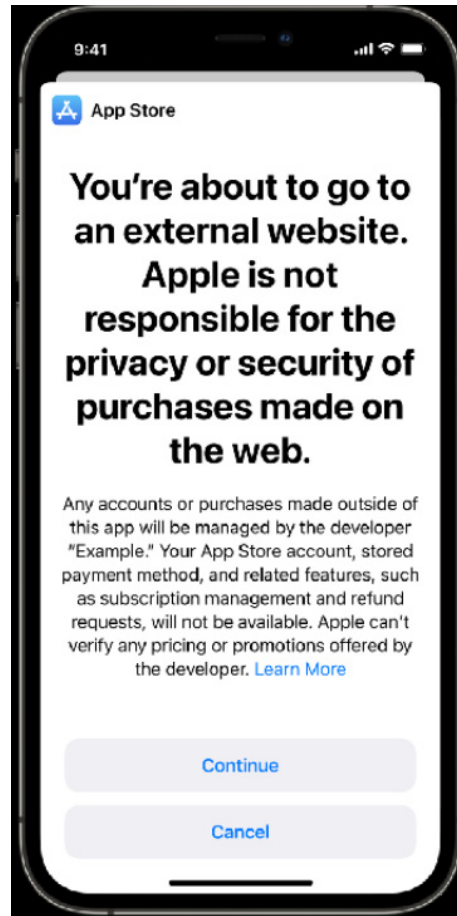 9:41
App Store
You're about to go to
an external website.
Apple is not
responsible for the
privacy or security of
purchases made on
the web.
Any accounts or purchases made outside of
this app will be managed by the developer
"Example." Your App Store account, stored
payment method, and related features, such
as subscription management and refund
requests, will not be available. Apple can't
verify any pricing or promotions offered by
the developer. Learn More
Continue
Cancel